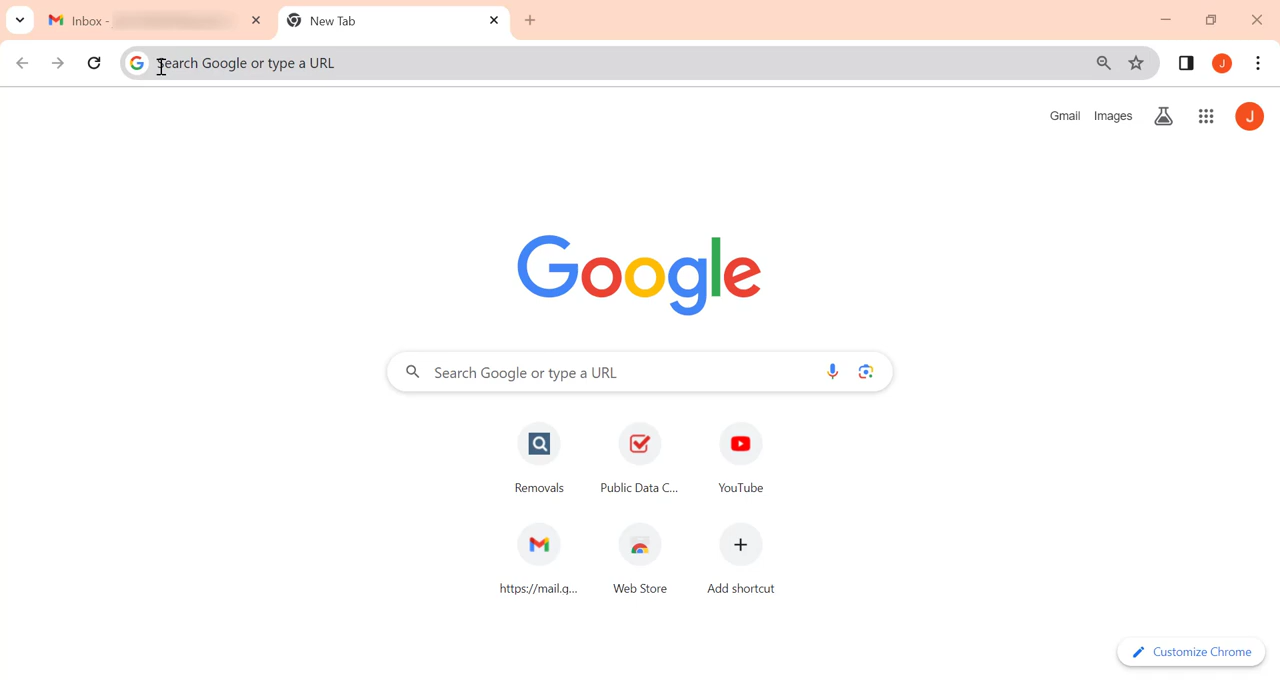 Inbox -
New Tab
Search Google or type a URL
J
Gmail Images J
Google
Search Google or type a URL
Removals Public Data C... YouTube
https://mail.g... Web Store Add shortcut
Customize Chrome